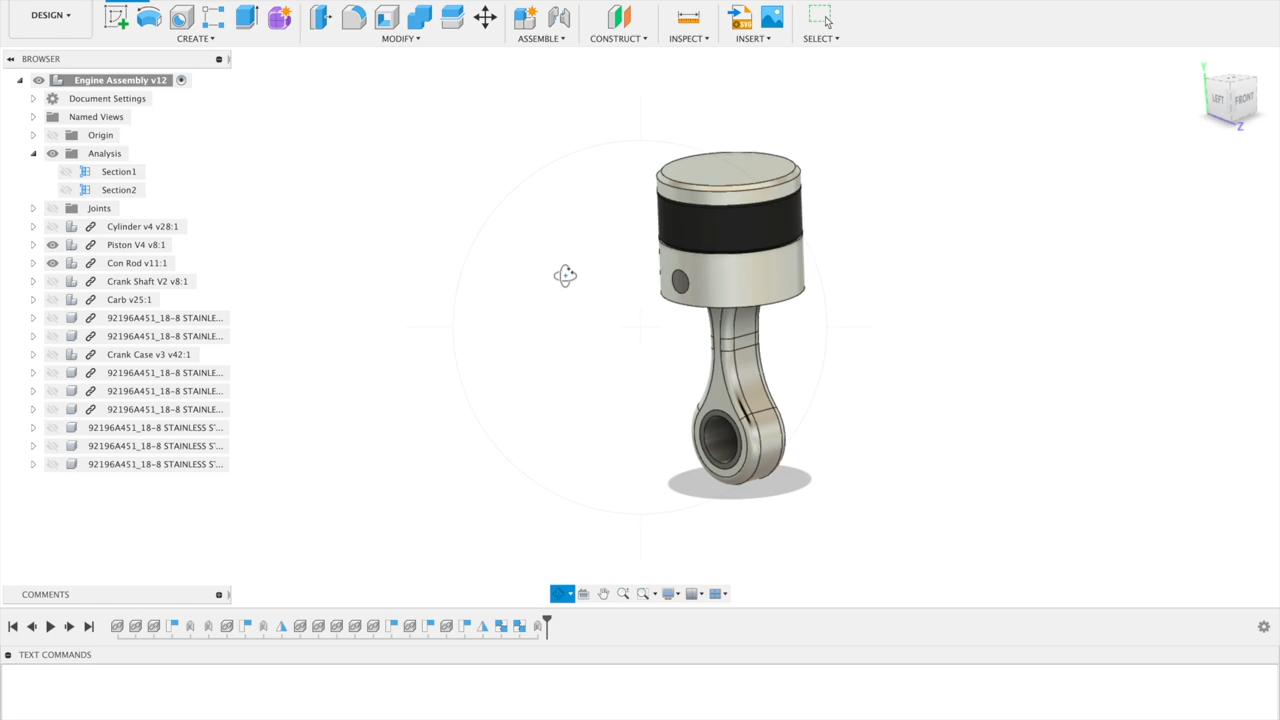 DESIGN ▾
CREATE ▾
MODIFY ▾
ASSEMBLE ▾
CONSTRUCT ▾
INSPECT ▾
INSERT ▾
SELECT ▾
SVG
BROWSER
Engine Assembly v12
Document Settings
Named Views
Origin
Analysis
Section1
Section2
Joints
Cylinder v4 v28:1
Piston V4 v8:1
Con Rod v11:1
Crank Shaft V2 v8:1
Carb v25:1
92196A451_18-8 STAINLE...
92196A451_18-8 STAINLE...
Crank Case v3 v42:1
92196A451_18-8 STAINLE...
92196A451_18-8 STAINLE...
92196A451_18-8 STAINLE...
92196A451_18-8 STAINLESS S'...
92196A451_18-8 STAINLESS S'...
92196A451_18-8 STAINLESS S'...
Y
LEFT
FRONT
Z
COMMENTS
TEXT COMMANDS